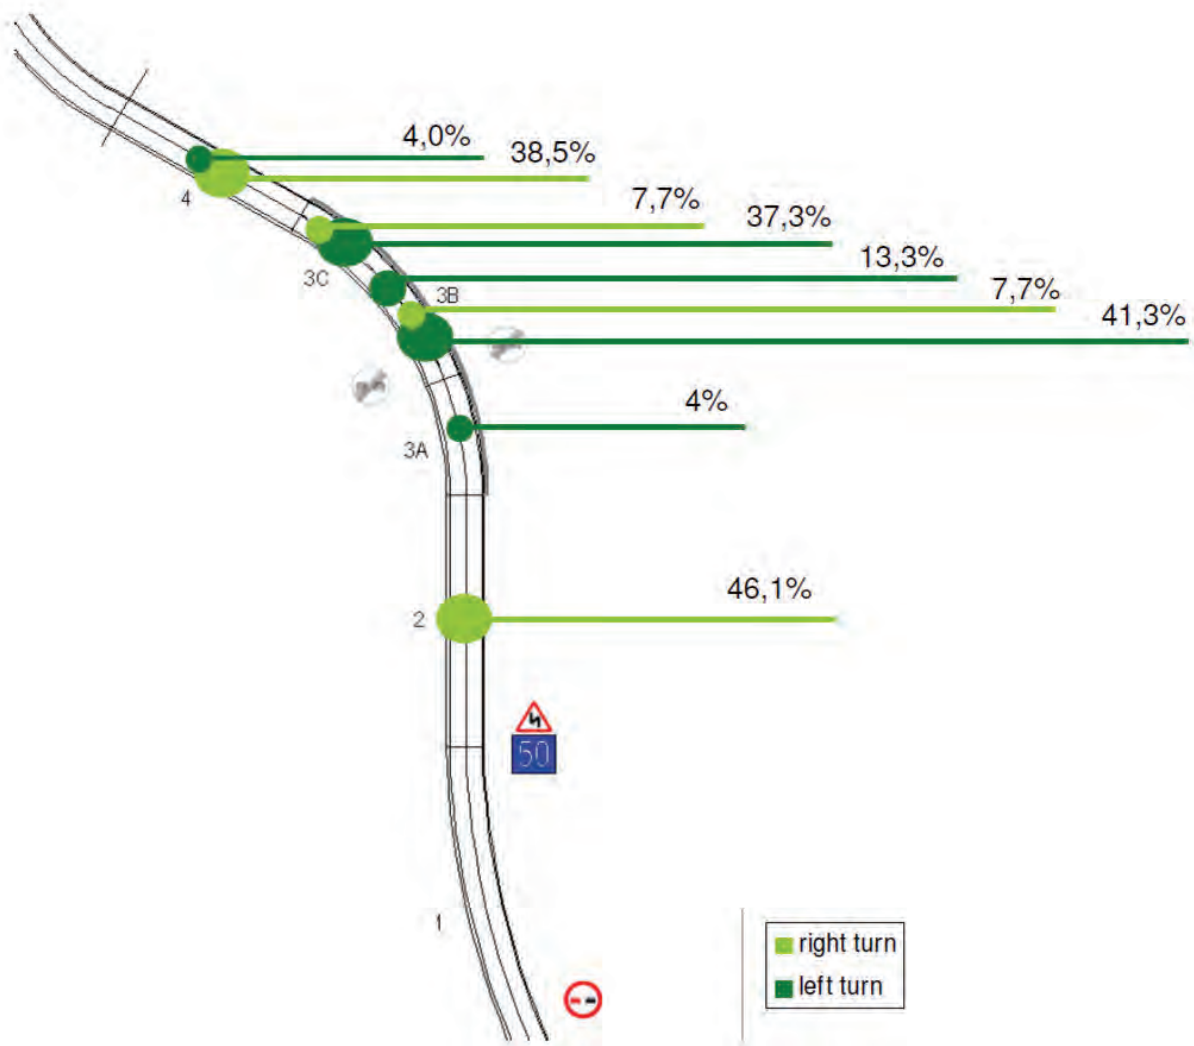 4,0%
38,5%
4
7,7%
37,3%
3C
13,3%
3B
7,7%
41,3%
4%
3A
46,1%
2
50
1
right turn
left turn